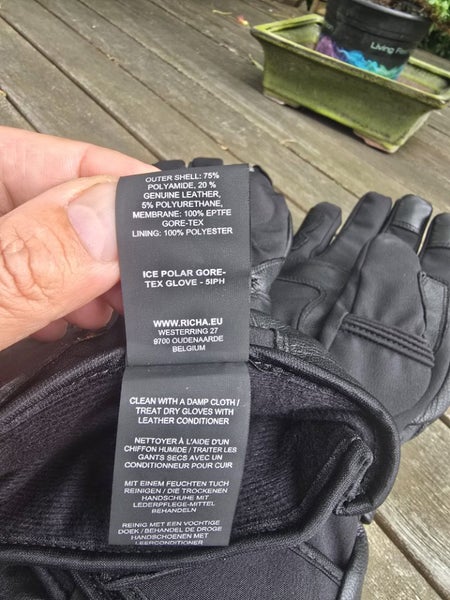 Living
OUTER SHELL: 75%
POLYAMIDE, 20 %
GENUINE LEATHER,
5% POLYURETHANE,
MEMBRANE: 100% EPTFE
GORE-TEX
LINING: 100% POLYESTER
ICE POLAR GORE-
TEX GLOVE - 5IPH
WWW.RICHA.EU
WESTERRING 27
9700 OUDENAARDE
BELGIUM
CLEAN WITH A DAMP CLOTH /
TREAT DRY GLOVES WITH
LEATHER CONDITIONER
NETTOYER À L'AIDE D'UN
CHIFFON HUMIDE / TRAITER LES
GANTS SECS AVEC UN
CONDITIONNEUR POUR CUIR
MIT EINEM FEUCHTEN TUCH
REINIGEN / DIE TROCKENEN
HANDSCHUHE MIT
LEDERPFLEGE-MITTEL
BEHANDELN
REINIG MET EEN VOCHTIGE
DOEK / BEHANDEL DE DROGE
HANDSCHOENEN MET
LEERCONDITIONER